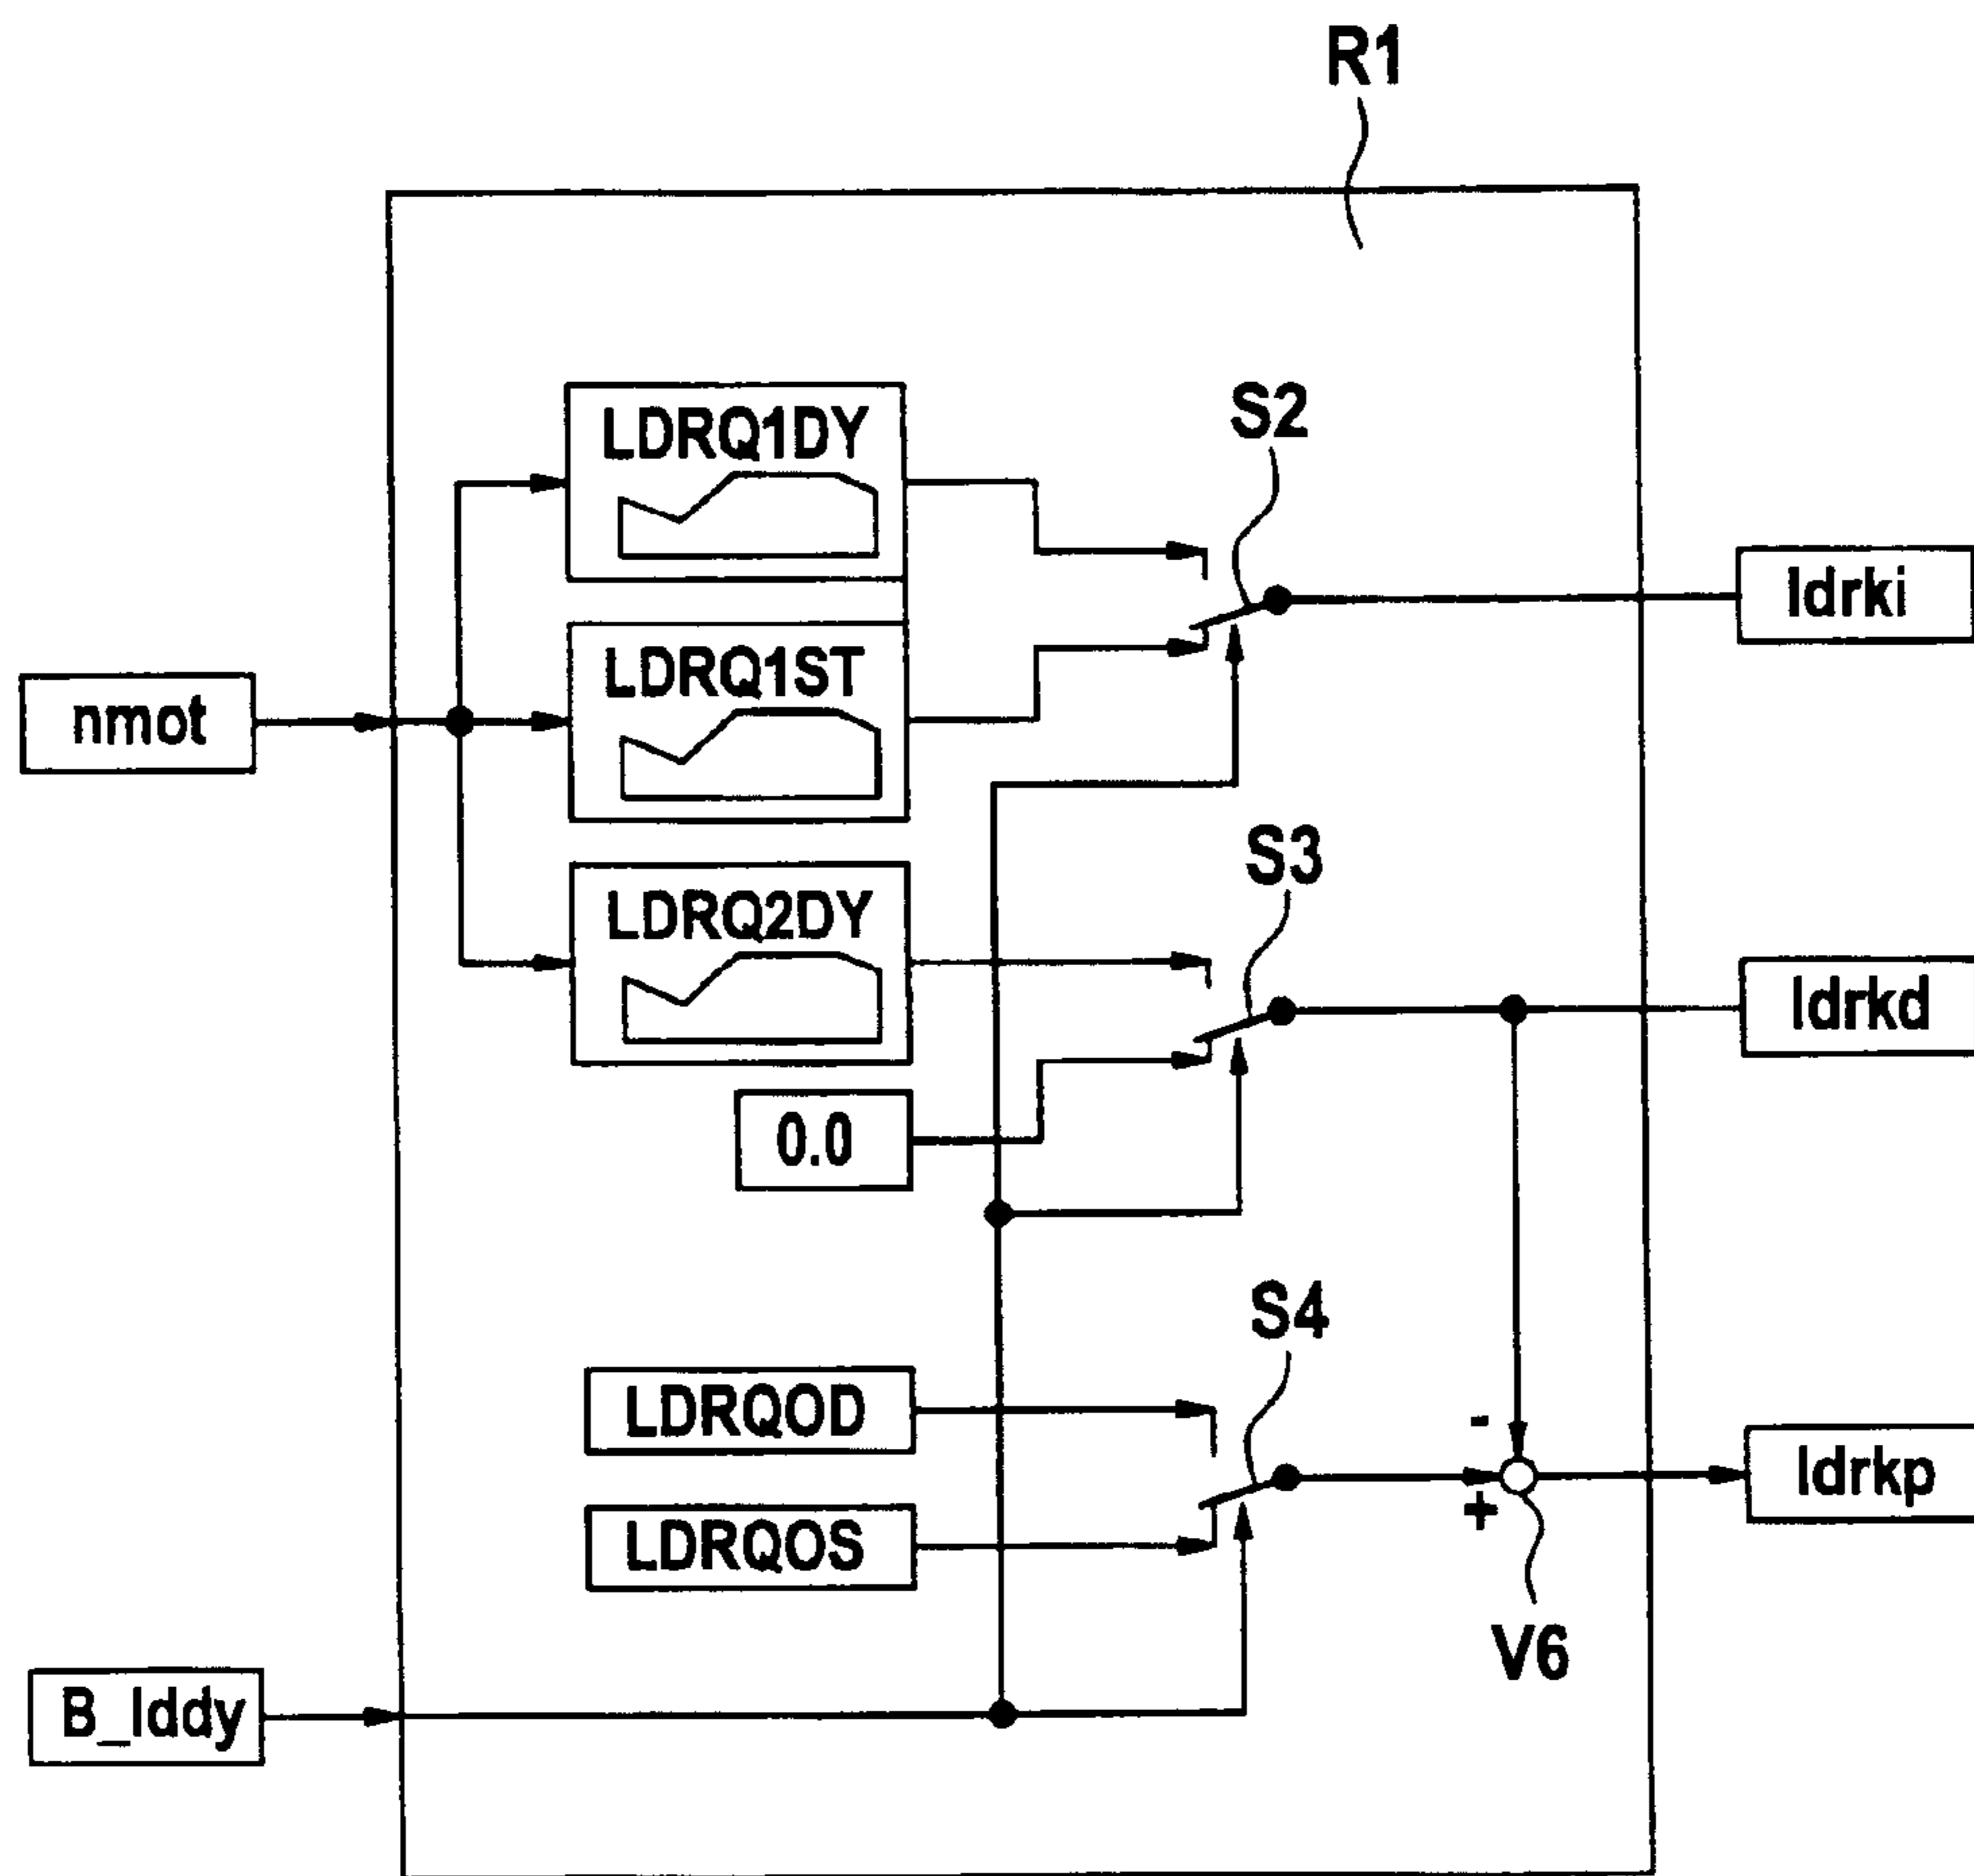 R1
LDRQ1DY
S2
ldrki
LDRQ1ST
nmot
S3
LDRQ2DY
ldrkd
0.0
S4
LDRQOD
-
ldrkp
+
LDRQOS
V6
B_lddy